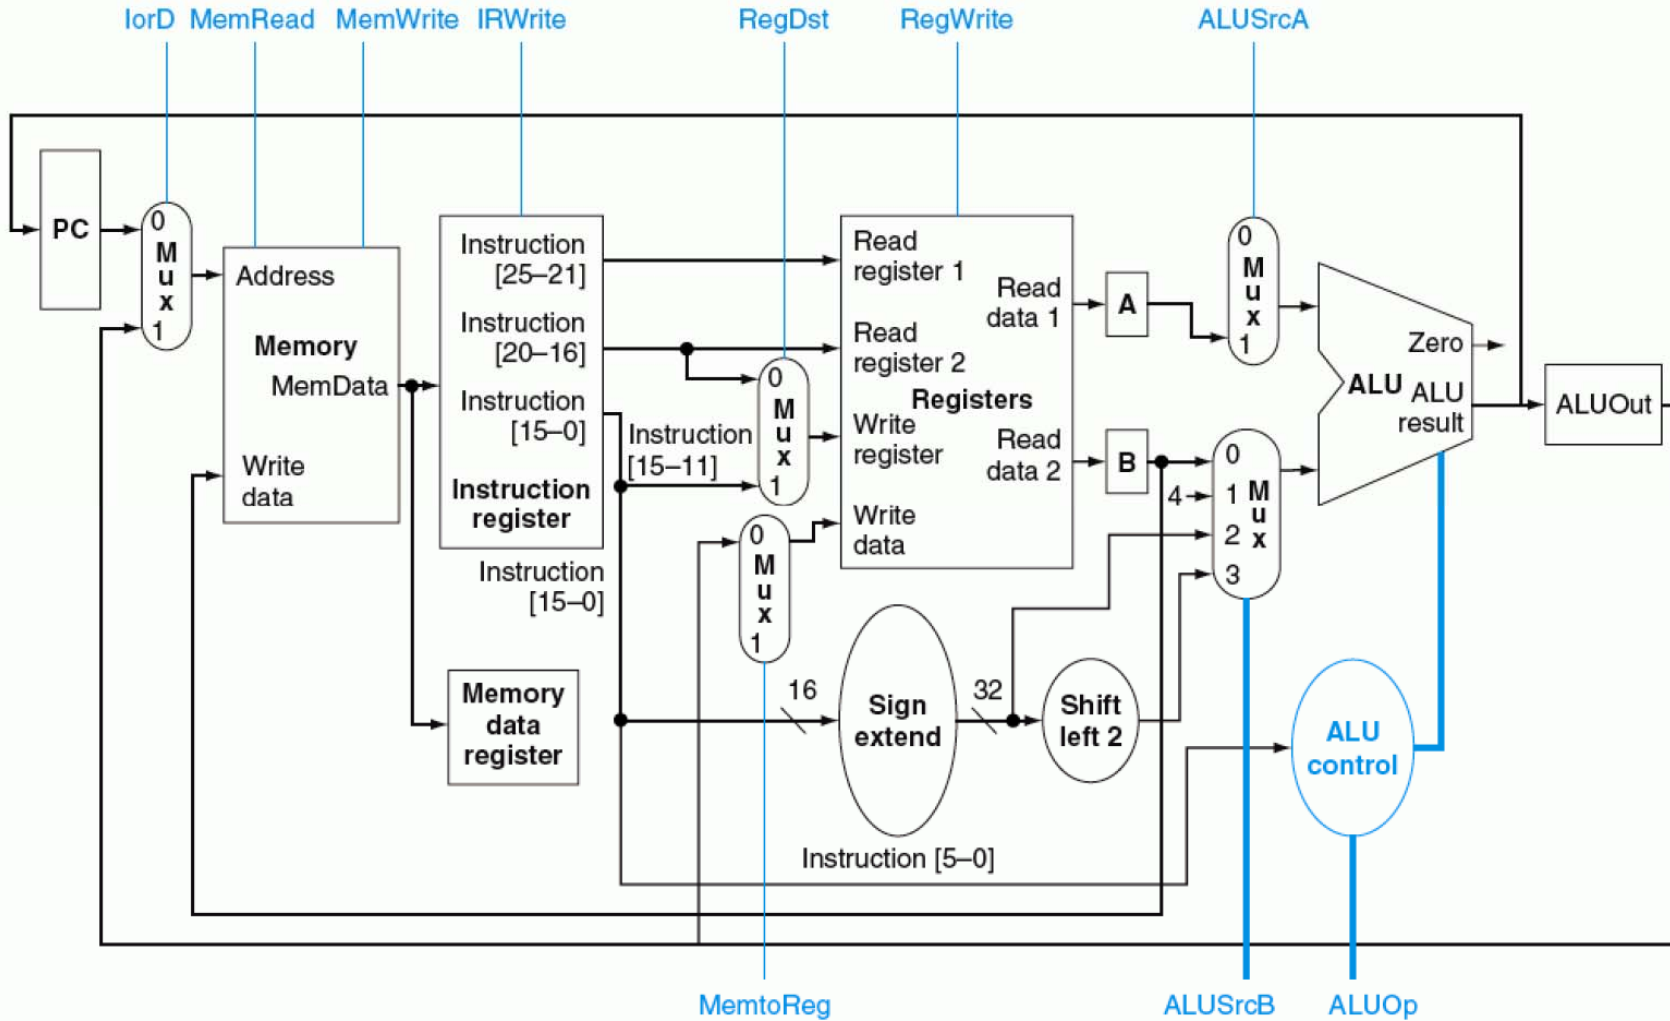 IorD MemRead MemWrite IRWrite RegDst RegWrite ALUSrcA
PC
0
M
u
x
1
Address
Memory
MemData
Write
data
Instruction
[25–21]
Instruction
[20–16]
Instruction
[15–0]
Instruction
register
Instruction
[15–0]
Memory
data
register
Instruction
[15–11]
0
M
u
x
1
0
M
u
x
1
16
Read
register 1
Read
register 2
Registers
Write
register
Write
data
Read
data 1
Read
data 2
Sign
extend
32
Shift
left 2
Instruction [5–0]
A
B
4
0
M
u
x
1
0
1
2
3
M
u
x
Zero
ALU
ALU
result
ALUOut
ALU
control
MemtoReg ALUSrcB ALUOp